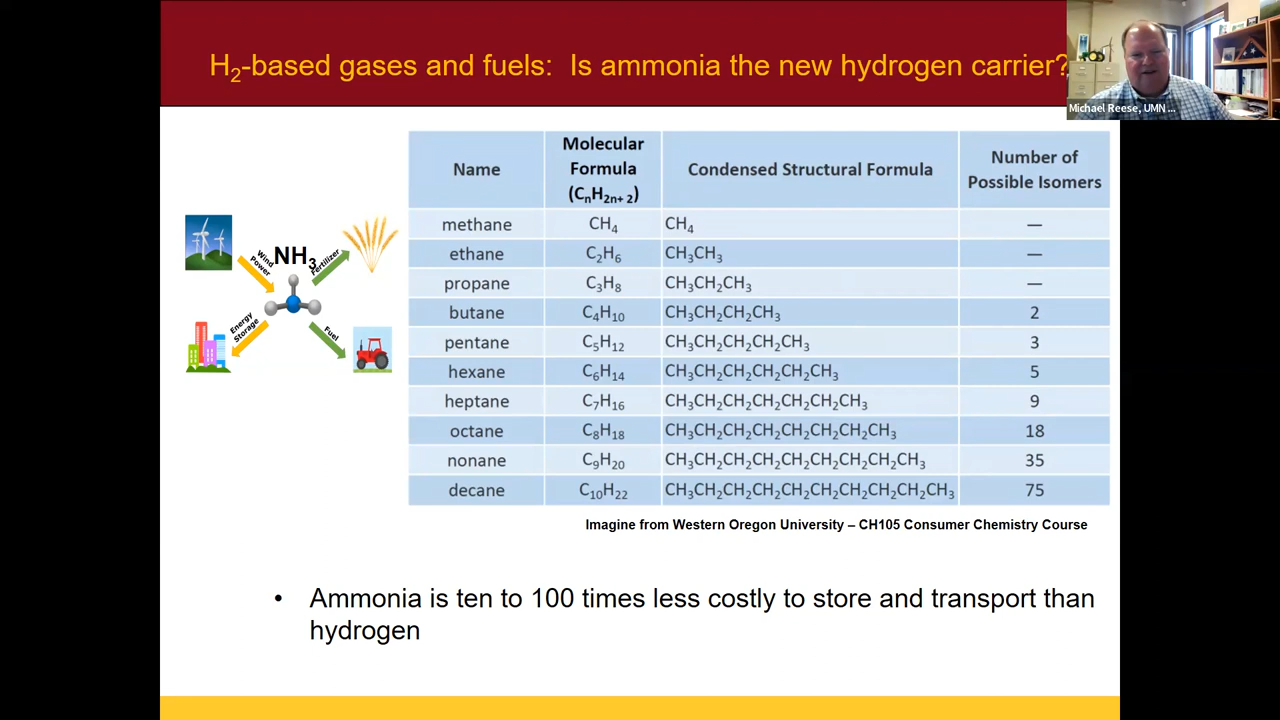 H₂-based gases and fuels: Is ammonia the new hydrogen carrier?
Michael Reese, UMN ...
Name
Molecular Formula (CₙH₂ₙ₊ ₂)
Condensed Structural Formula
Number of Possible Isomers
methane CH₄ CH₄ —
ethane C₂H₆ CH₃CH₃ —
propane C₃H₈ CH₃CH₂CH₃ —
butane C₄H₁₀ CH₃CH₂CH₂CH₃ 2
pentane C₅H₁₂ CH₃CH₂CH₂CH₂CH₃ 3
hexane C₆H₁₄ CH₃CH₂CH₂CH₂CH₂CH₃ 5
heptane C₇H₁₆ CH₃CH₂CH₂CH₂CH₂CH₂CH₃ 9
octane C₈H₁₈ CH₃CH₂CH₂CH₂CH₂CH₂CH₂CH₃ 18
nonane C₉H₂₀ CH₃CH₂CH₂CH₂CH₂CH₂CH₂CH₂CH₃ 35
decane C₁₀H₂₂ CH₃CH₂CH₂CH₂CH₂CH₂CH₂CH₂CH₂CH₃ 75
NH₃
Wind
Power
Fertilizer
Energy
Storage
Fuel
Imagine from Western Oregon University – CH105 Consumer Chemistry Course
• Ammonia is ten to 100 times less costly to store and transport than
hydrogen